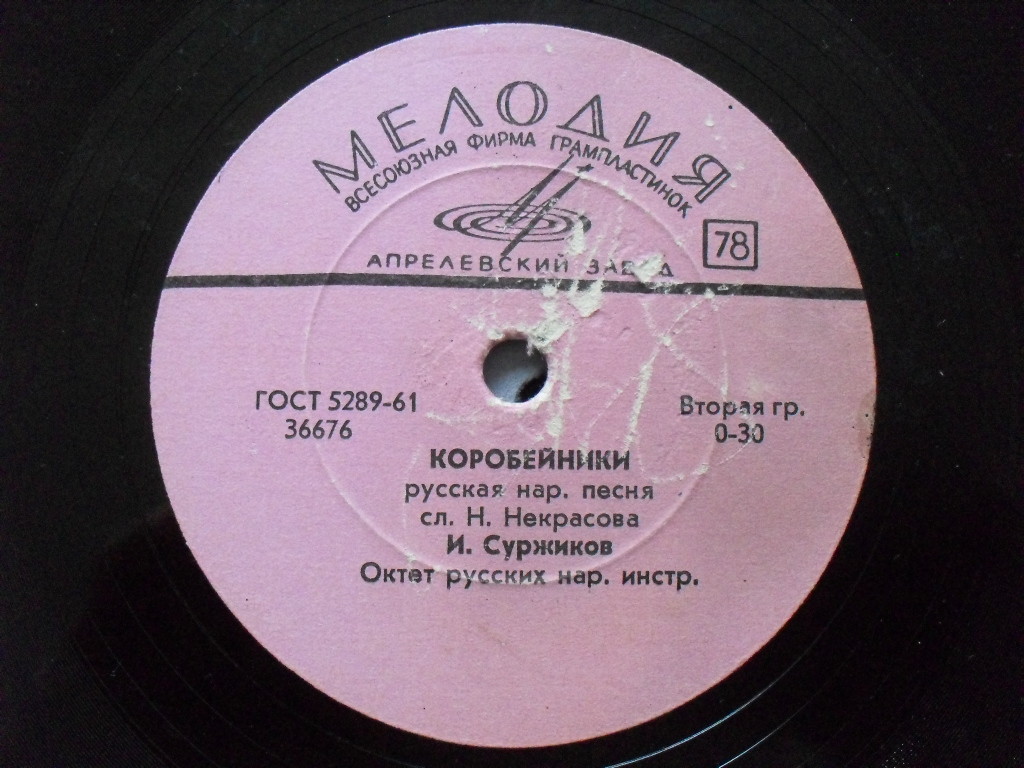 МЕЛОДИЯ
ВСЕСОЮЗНАЯ ФИРМА ГРАМПЛАСТИНОК
АПРЕЛЕВСКИЙ ЗАВОД
78
ГОСТ 5289-61
36676
Вторая гр.
0-30
КОРОБЕЙНИКИ
русская нар. песня
сл. Н. Некрасова
И. Суржиков
Октет русских нар. инстр.